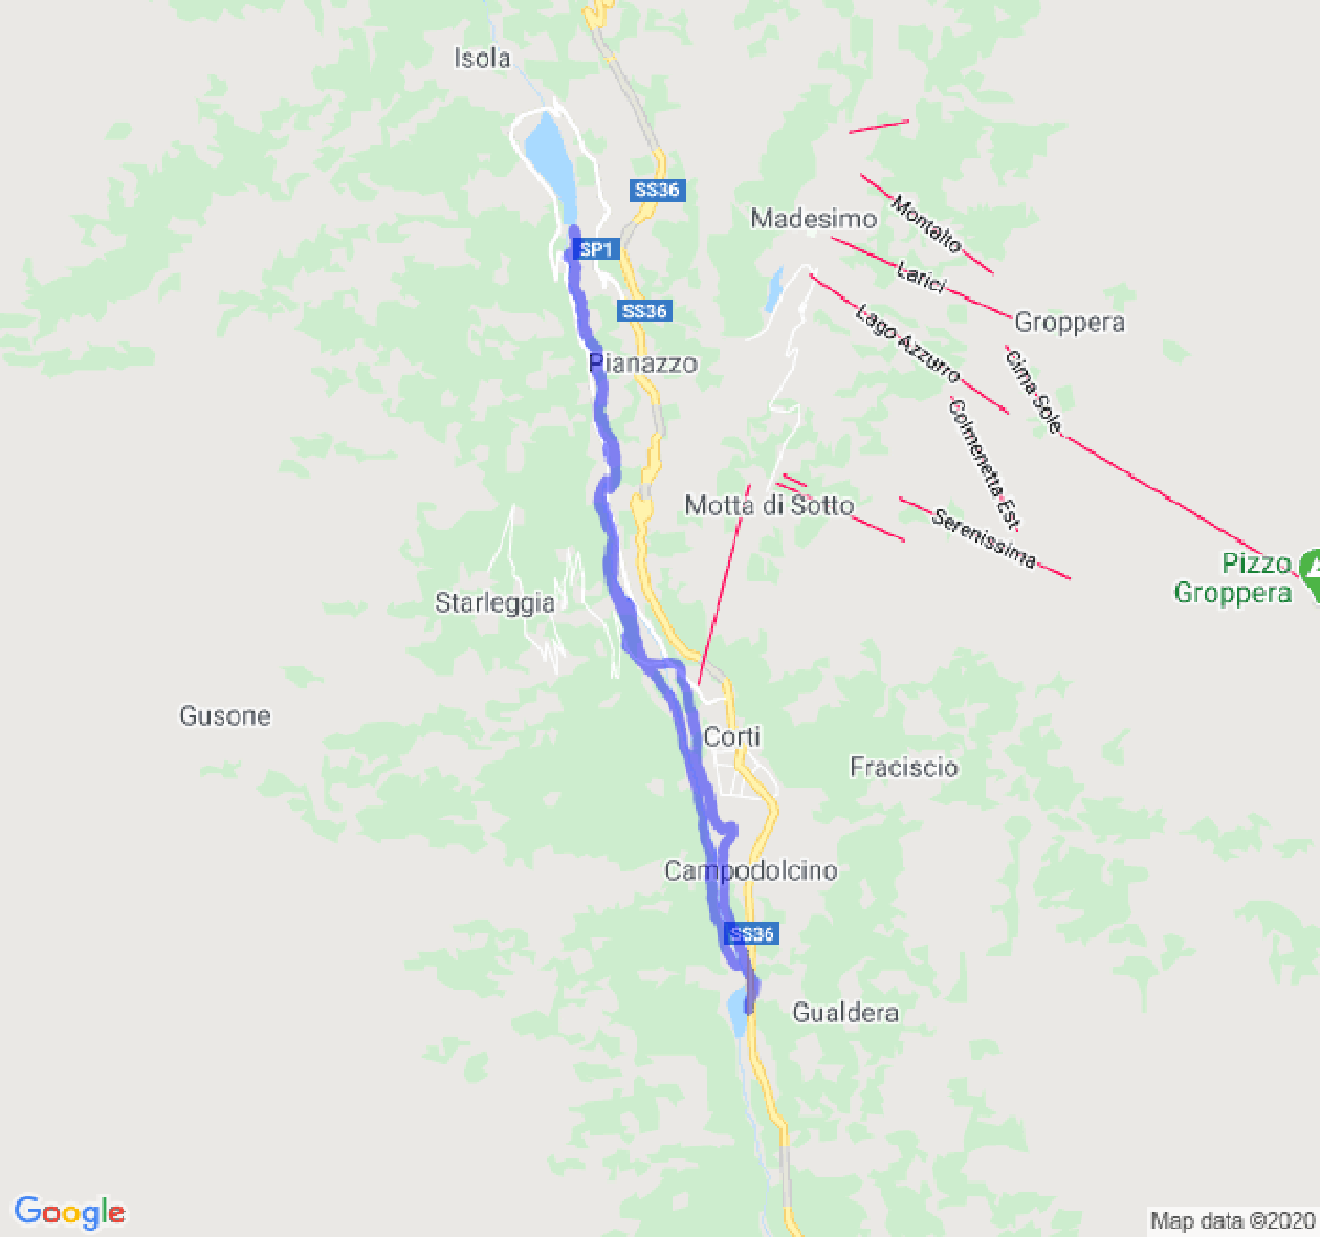 Isola
SS36
Madesimo
Montalto
SP1
Larici
SS36
Lago Azzurro
Groppera
Pianazzo
Cima Sole
Colmenetta Est
Motta di Sotto
Serenissima
Pizzo
Groppera
Starleggia
Gusone
Corti
Fraciscio
Campodolcino
SS36
Gualdera
Google
Map data ©2020